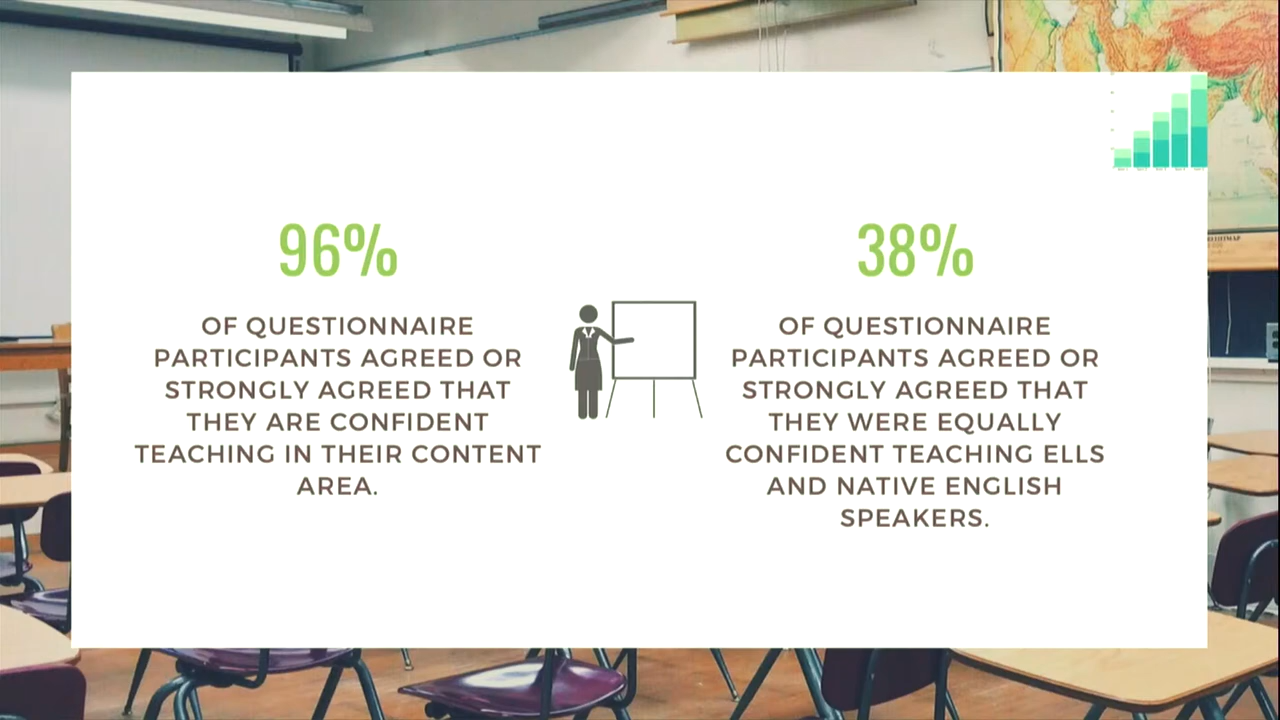 96%
OF QUESTIONNAIRE
PARTICIPANTS AGREED OR
STRONGLY AGREED THAT
THEY ARE CONFIDENT
TEACHING IN THEIR CONTENT
AREA.
38%
OF QUESTIONNAIRE
PARTICIPANTS AGREED OR
STRONGLY AGREED THAT
THEY WERE EQUALLY
CONFIDENT TEACHING ELLS
AND NATIVE ENGLISH
SPEAKERS.